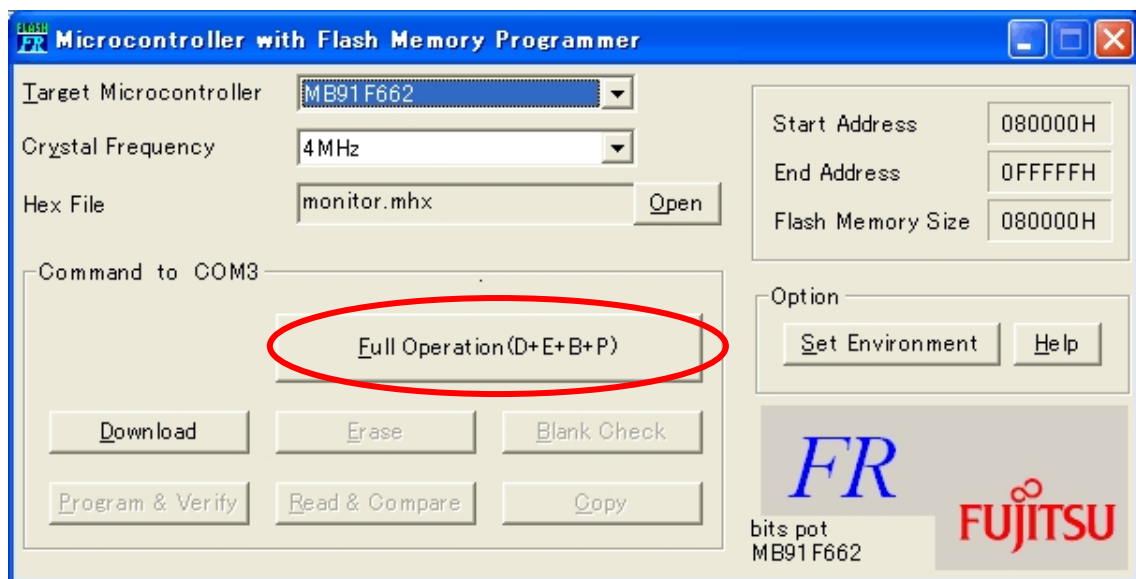 FLASH
FR Microcontroller with Flash Memory Programmer
Target Microcontroller MB91F662
Crystal Frequency 4MHz
Hex File monitor.mhx Open
Start Address 080000H
End Address 0FFFFFH
Flash Memory Size 080000H
Command to COM3
Full Operation(D+E+B+P)
Download Erase Blank Check
Program & Verify Read & Compare Copy
Option
Set Environment Help
FR
bits pot
MB91F662
FUJITSU